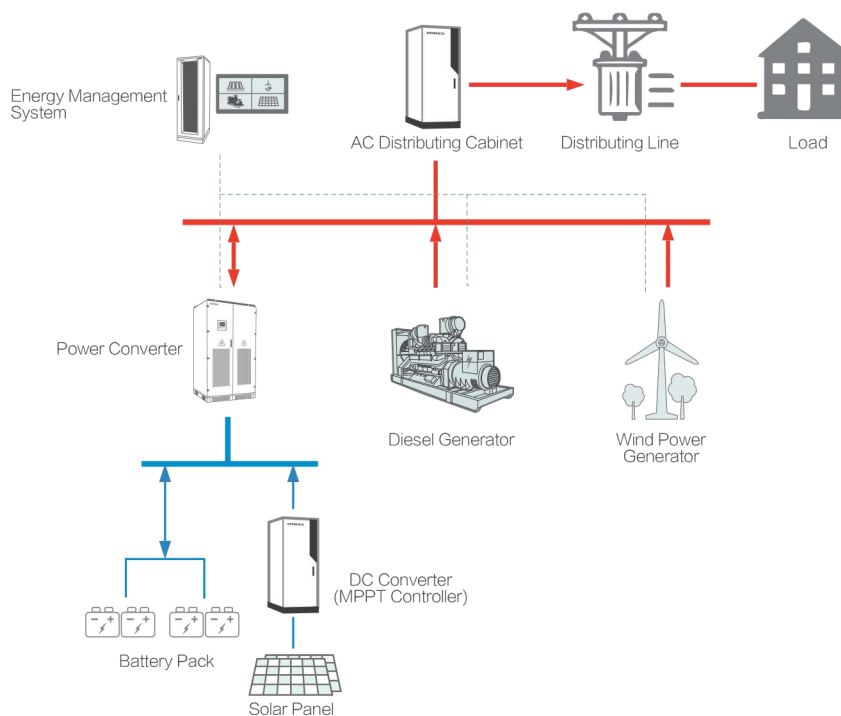 Energy Management
System
AC Distributing Cabinet
Distributing Line
Load
Power Converter
Diesel Generator
Wind Power
Generator
DC Converter
(MPPT Controller)
Battery Pack
Solar Panel